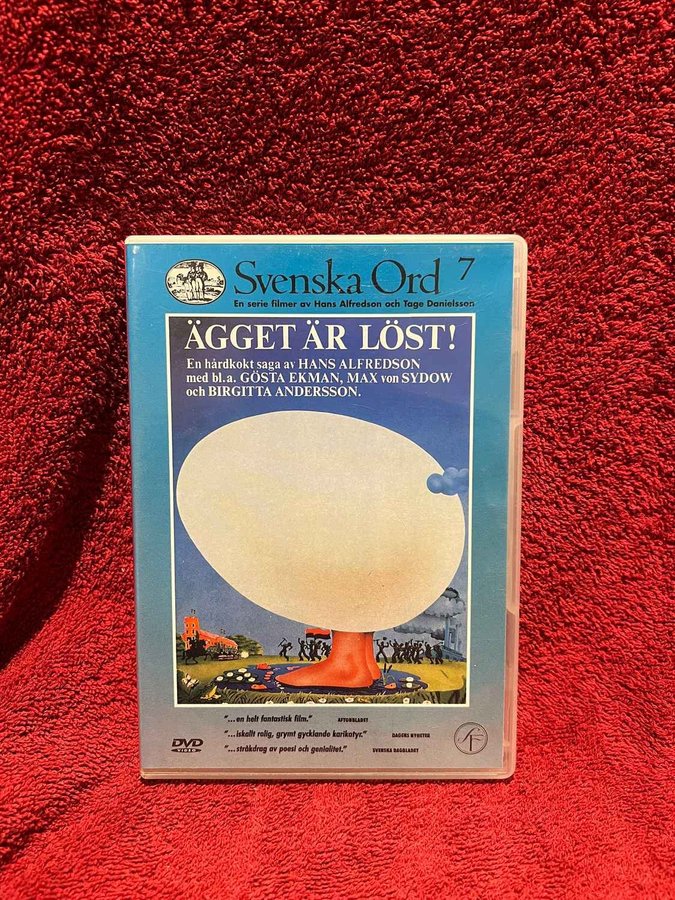 Svenska Ord 7
En serie filmer av Hans Alfredson och Tage Danielsson
ÄGGET ÄR LÖST!
En hårdkokt saga av HANS ALFREDSON
med bl.a. GÖSTA EKMAN, MAX von SYDOW
och BIRGITTA ANDERSSON.
"...en helt fantastisk film." AFTONBLADET
"...iskallt rolig, grymt gycklande karikatyr." DAGENS NYHETER
"...stråkdrag av poesi och genialitet." SVENSKA DAGBLADET
DVD
VIDEO
SF